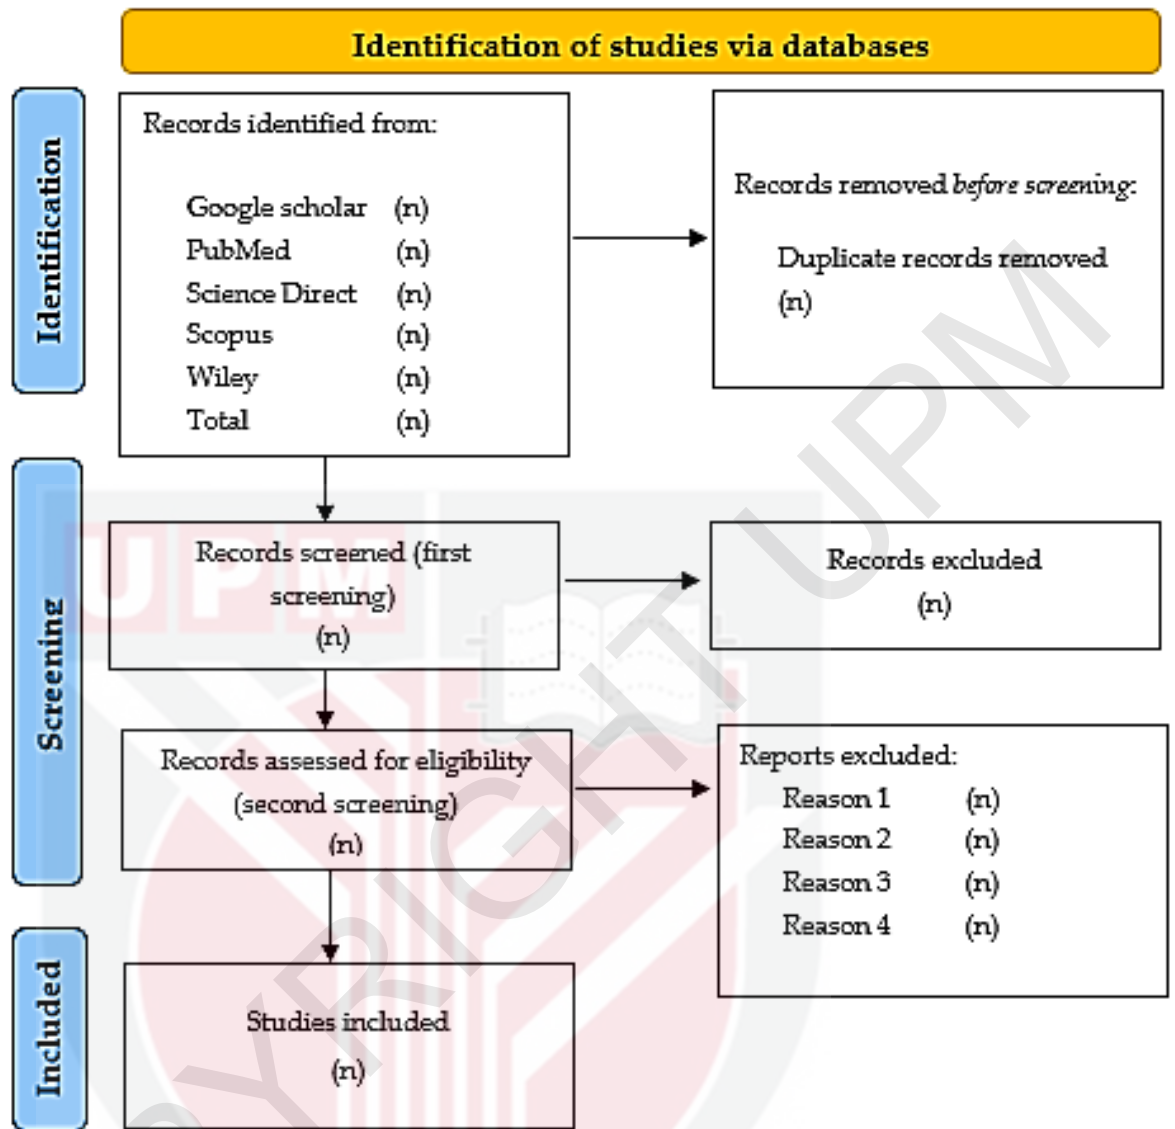 Identification of studies via databases
Identification
Records identified from:
Google scholar (n)
PubMed (n)
Science Direct (n)
Scopus (n)
Wiley (n)
Total (n)
Records removed before screening:
Duplicate records removed
(n)
Screening
Records screened (first
screening)
(n)
Records excluded
(n)
Records assessed for eligibility
(second screening)
(n)
Reports excluded:
Reason 1 (n)
Reason 2 (n)
Reason 3 (n)
Reason 4 (n)
Included
Studies included
(n)
UPM
PYRIGHT UPM